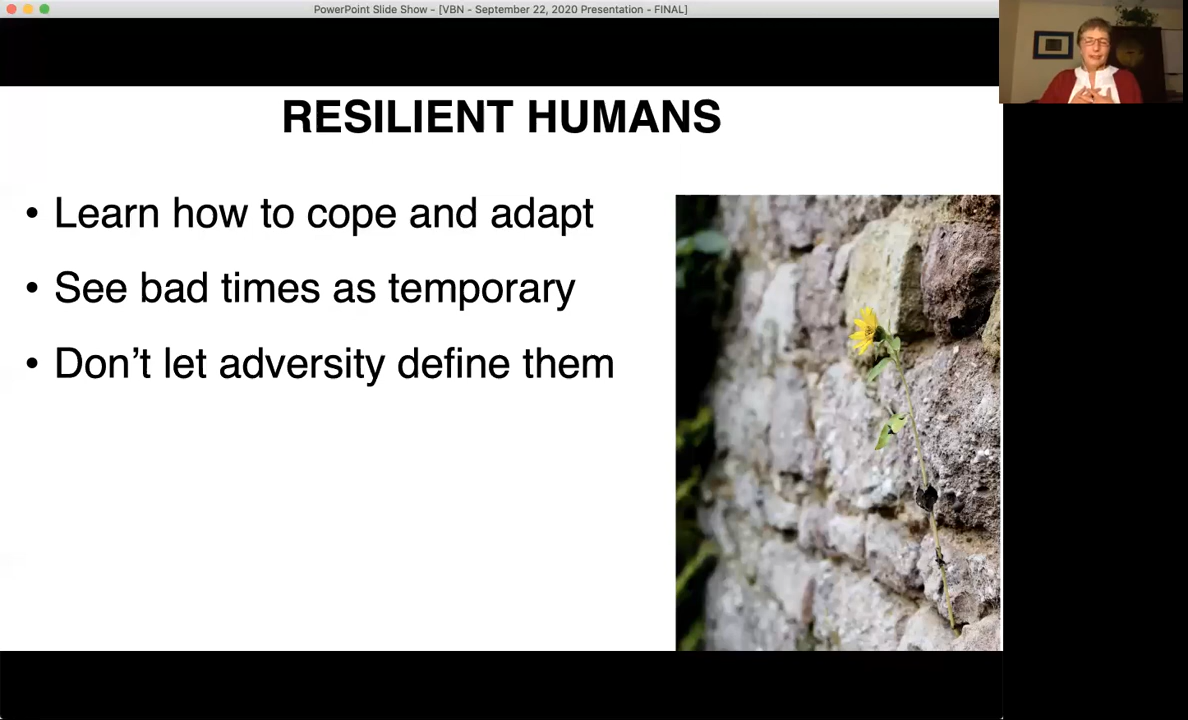 PowerPoint Slide Show - [VBN - September 22, 2020 Presentation - FINAL]
RESILIENT HUMANS
• Learn how to cope and adapt
• See bad times as temporary
• Don’t let adversity define them